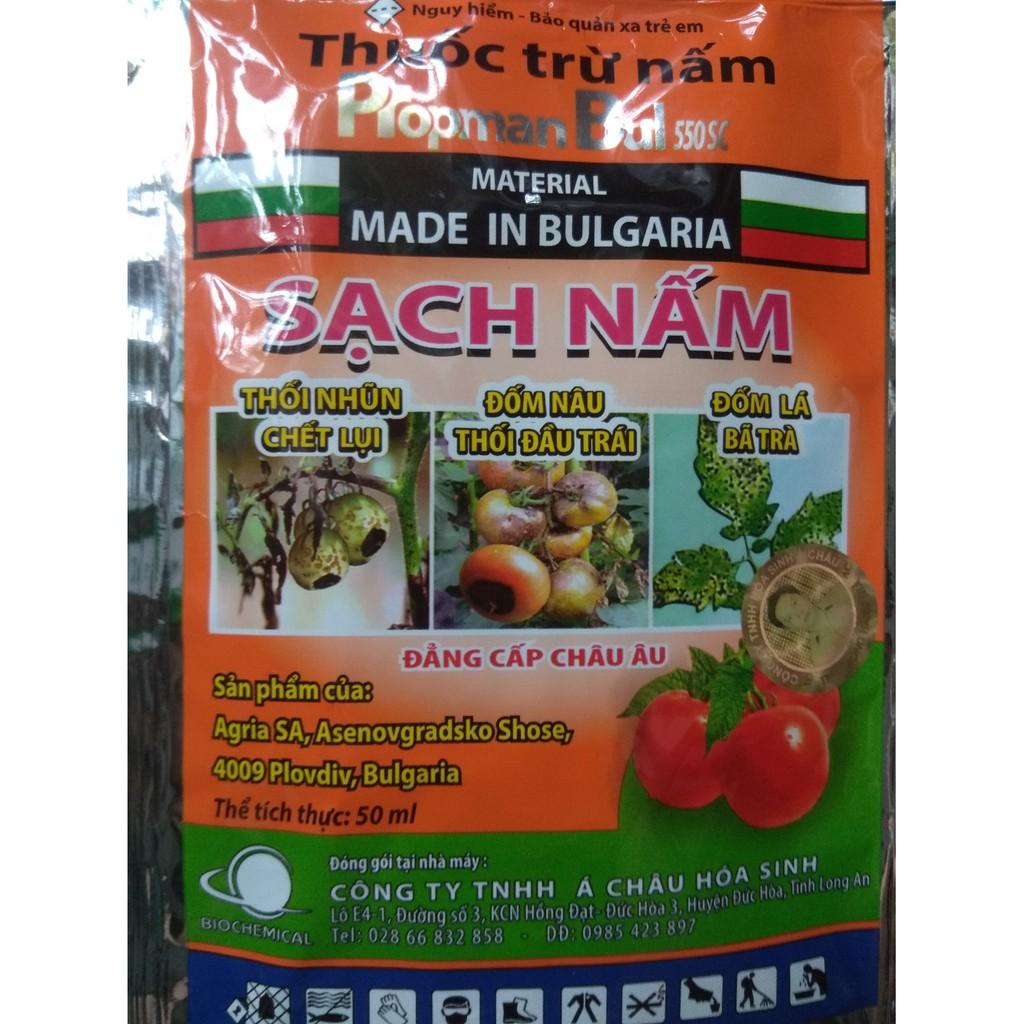 Nguy hiểm - Bảo quản xa trẻ em
Thuốc trừ nấm
Plopman Bul 550SC
MATERIAL
MADE IN BULGARIA
SẠCH NẤM
THỐI NHŨN
CHẾT LỤI
ĐỐM NÂU
THỐI ĐẦU TRÁI
ĐỐM LÁ
BÃ TRÀ
ĐẲNG CẤP CHÂU ÂU
Sản phẩm của:
Agria SA, Asenovgradsko Shose,
4009 Plovdiv, Bulgaria
Thể tích thực: 50 ml
Đóng gói tại nhà máy :
CÔNG TY TNHH Á CHÂU HÓA SINH
Lô E4-1, Đường số 3, KCN Hồng Đạt- Đức Hòa 3, Huyện Đức Hòa, Tỉnh Long An
Tel: 028 66 832 858 - DĐ: 0985 423 897
BIOCHEMICAL